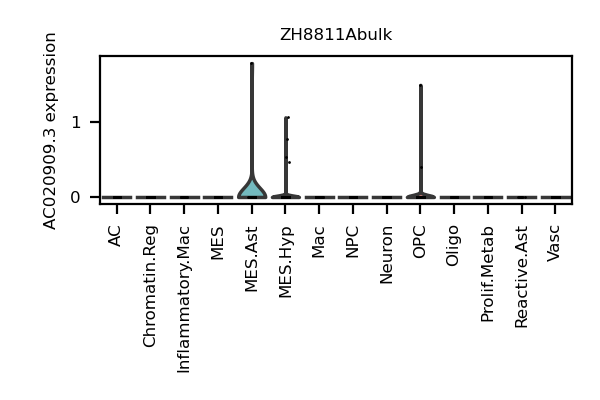 ZH8811Abulk
AC020909.3 expression
1
0
AC
Chromatin.Reg
Inflammatory.Mac
MES
MES.Ast
MES.Hyp
Mac
NPC
Neuron
OPC
Oligo
Prolif.Metab
Reactive.Ast
Vasc